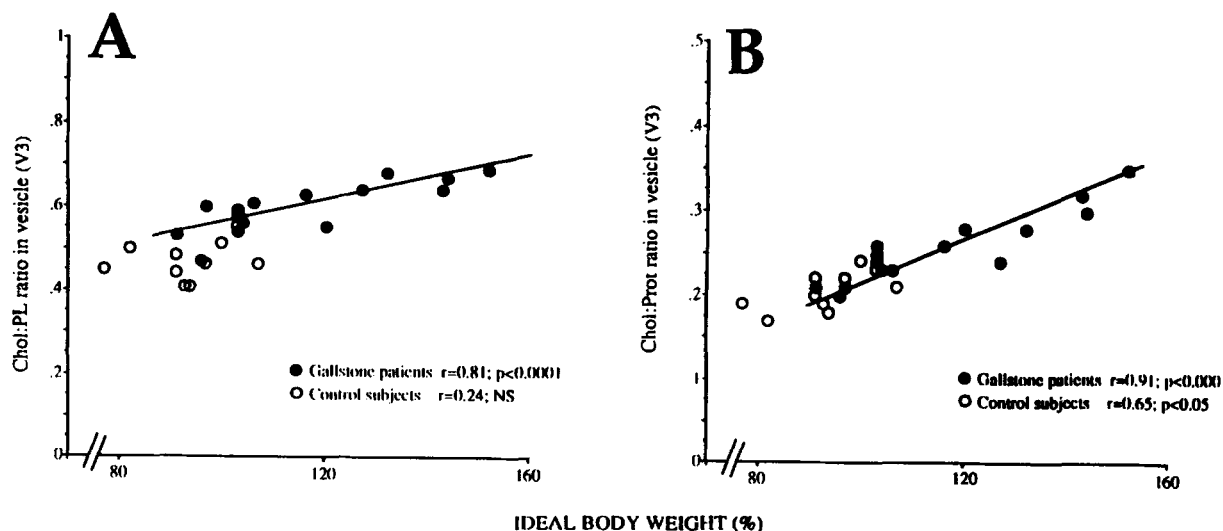 A
Chol:PL ratio in vesicle (V3)
1
.8
.6
.4
.2
0
80
120
160
● Gallstone patients r=0.81; p<0.0001
○ Control subjects r=0.24; NS
B
Chol:Prot ratio in vesicle (V3)
.5
.4
.3
.2
.1
0
80
120
160
● Gallstone patients r=0.91; p<0.000
○ Control subjects r=0.65; p<0.05
IDEAL BODY WEIGHT (%)